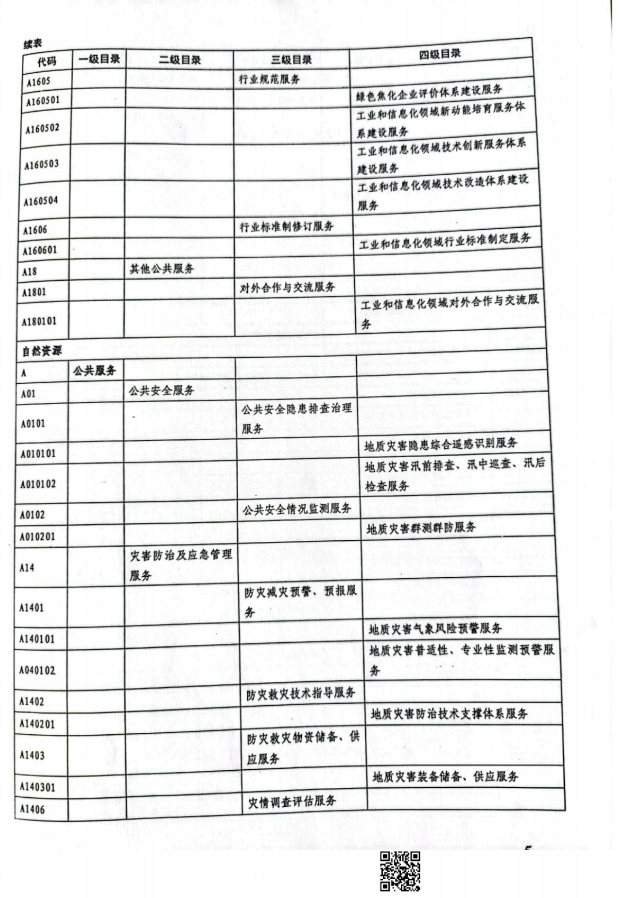 续表
代码 一级目录 二级目录 三级目录 四级目录
A1605 行业规范服务
A160501 绿色焦化企业评价体系建设服务
A160502 工业和信息化领域新动能培育服务体
系建设服务
A160503 工业和信息化领域技术创新服务体系
建设服务
A160504 工业和信息化领域技术改造体系建设
服务
A1606 行业标准制修订服务
A160601 工业和信息化领域行业标准制定服务
A18 其他公共服务
A1801 对外合作与交流服务
A180101 工业和信息化领域对外合作与交流服
务
自然资源
A 公共服务
A01 公共安全服务
A0101 公共安全隐患排查治理
服务
A010101 地质灾害隐患综合遥感识别服务
A010102 地质灾害汛前排查、汛中巡查、汛后
检查服务
A0102 公共安全情况监测服务
A010201 地质灾害群测群防服务
A14 灾害防治及应急管理
服务
A1401 防灾减灾预警、预报服
务
A140101 地质灾害气象风险预警服务
A040102 地质灾害普适性、专业性监测预警服
务
A1402 防灾救灾技术指导服务
A140201 地质灾害防治技术支撑体系服务
A1403 防灾救灾物资储备、供
应服务
A140301 地质灾害装备储备、供应服务
A1406 灾情调查评估服务